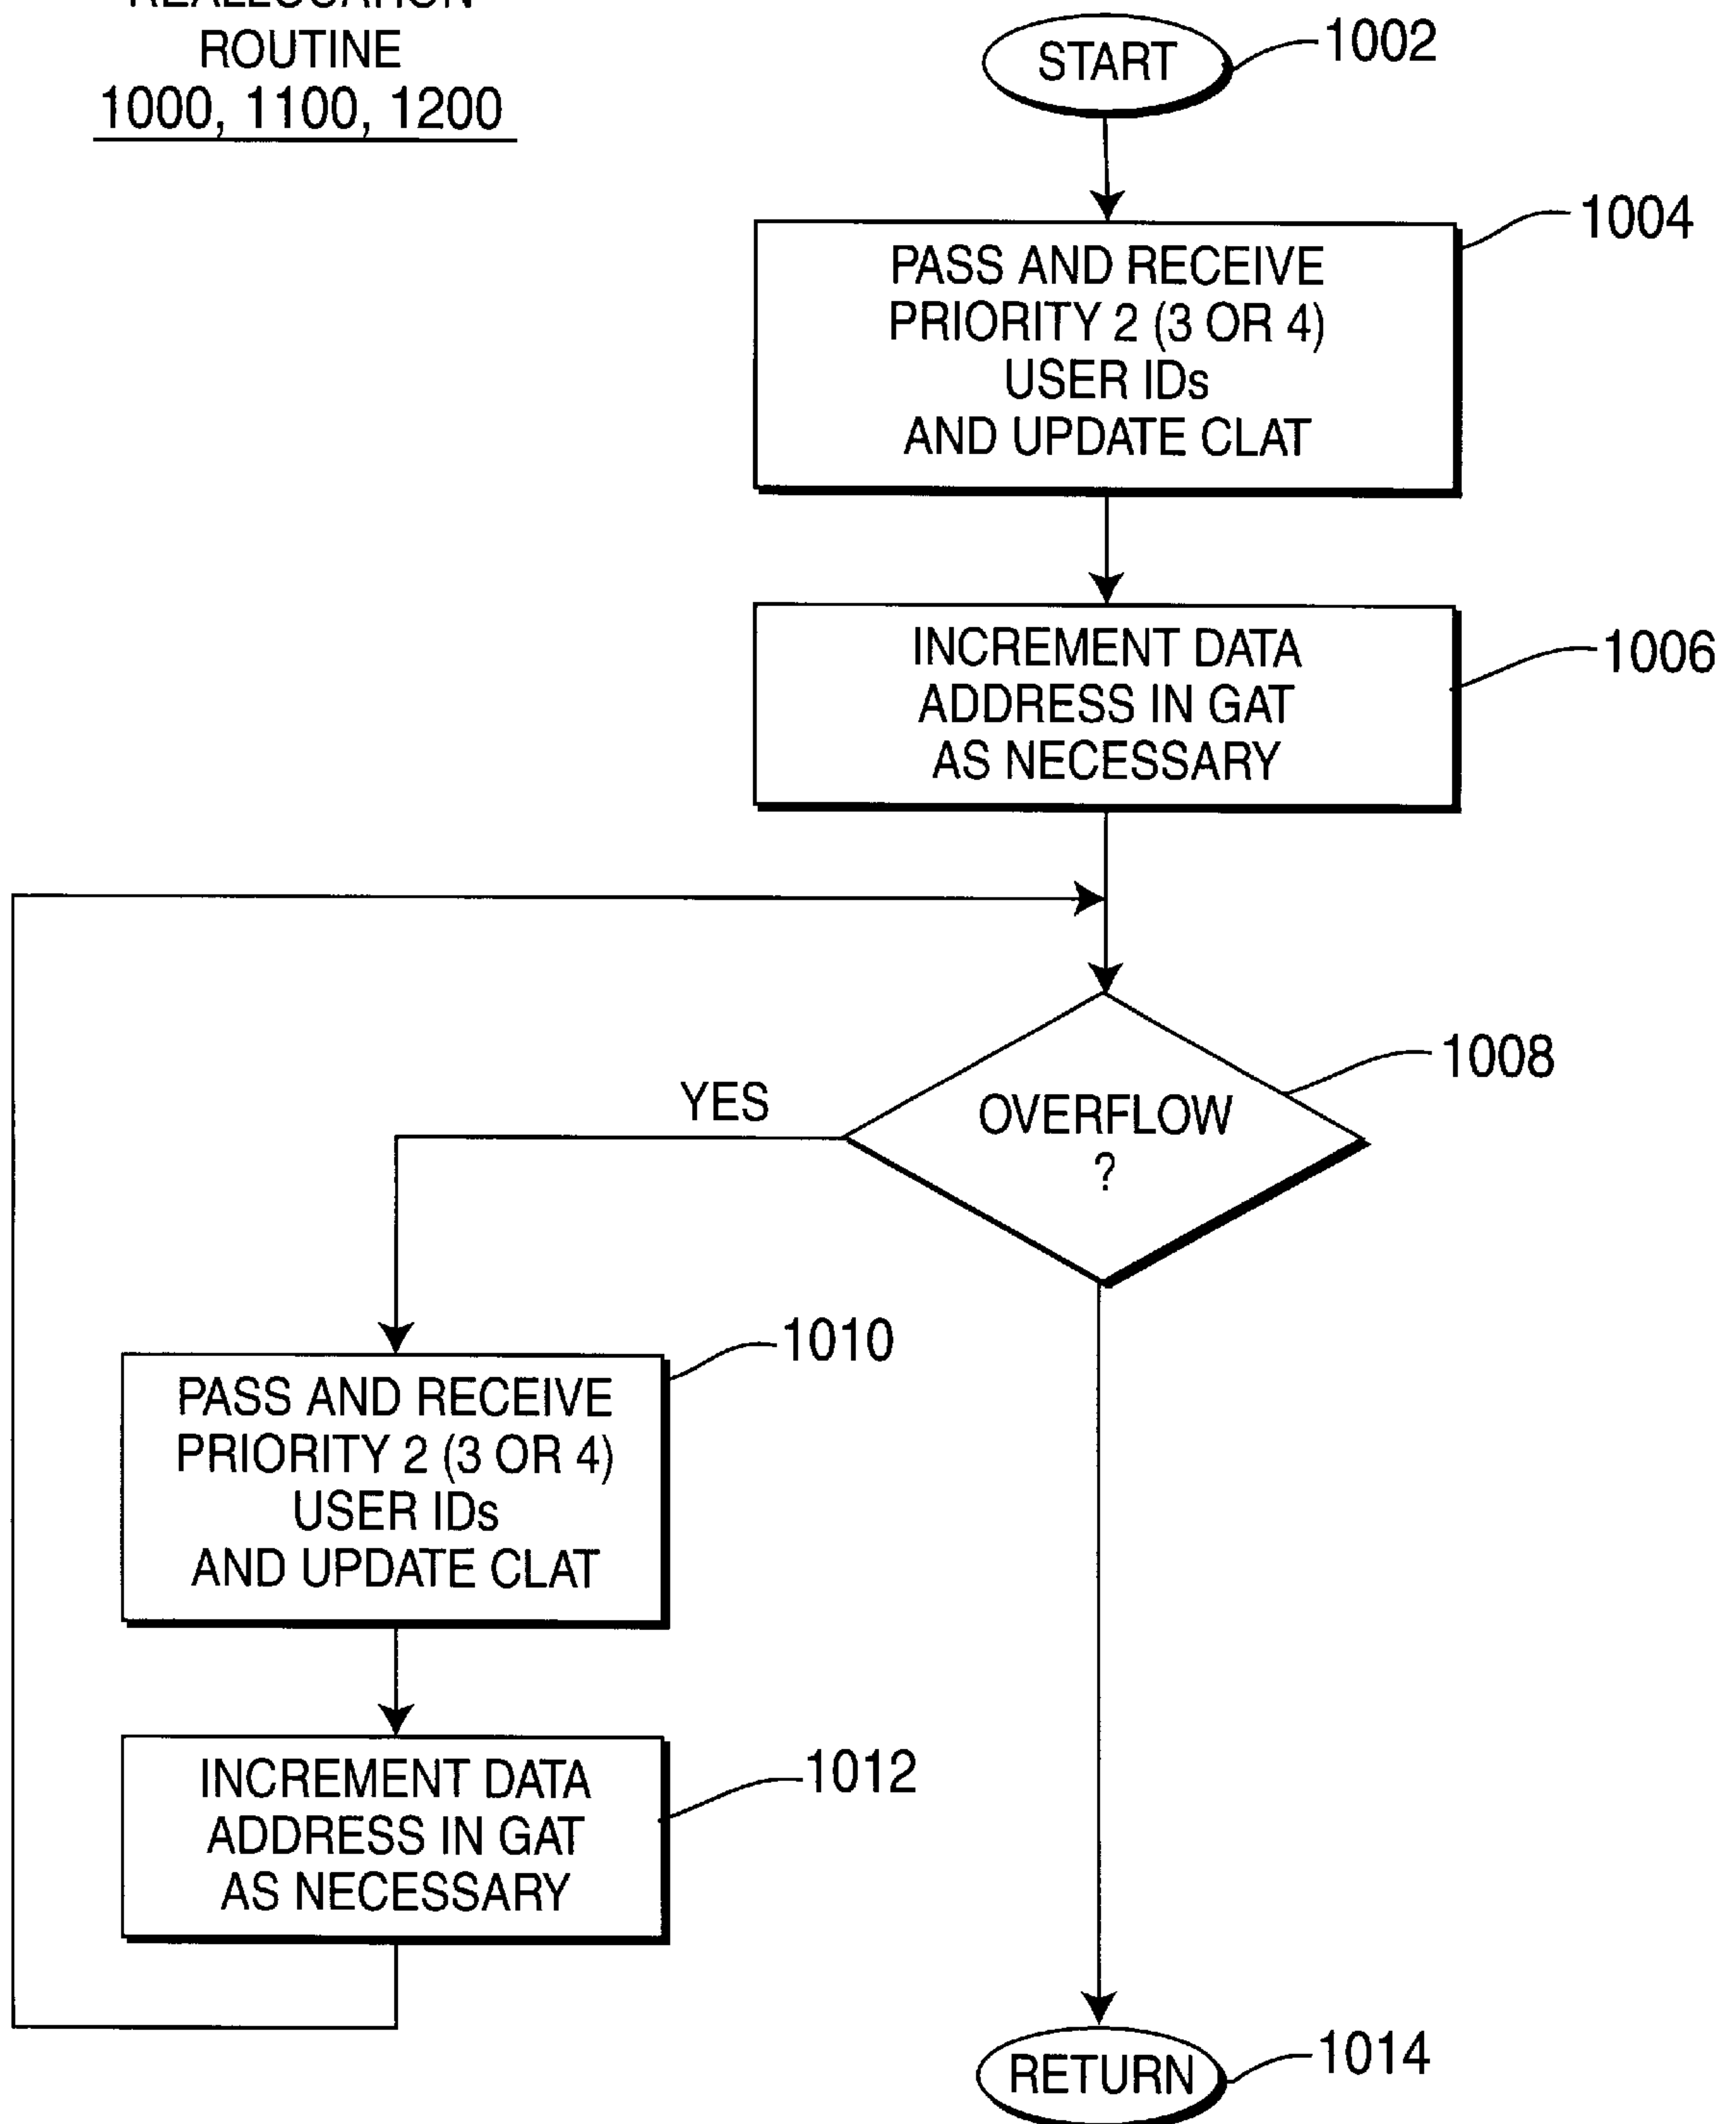 REALLOCATION
ROUTINE
1000, 1100, 1200
START
1002
PASS AND RECEIVE
PRIORITY 2 (3 OR 4)
USER IDs
AND UPDATE CLAT
1004
INCREMENT DATA
ADDRESS IN GAT
AS NECESSARY
1006
OVERFLOW
?
1008
YES
PASS AND RECEIVE
PRIORITY 2 (3 OR 4)
USER IDs
AND UPDATE CLAT
1010
INCREMENT DATA
ADDRESS IN GAT
AS NECESSARY
1012
RETURN
1014